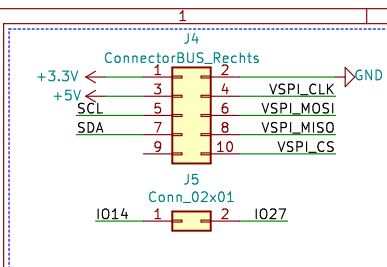 1
J4
ConnectorBUS_Rechts
+3.3V 1 2 GND
+5V 3 4 VSPI_CLK
SCL 5 6 VSPI_MOSI
SDA 7 8 VSPI_MISO
9 10 VSPI_CS
J5
Conn_02x01
IO14 1 2 IO27